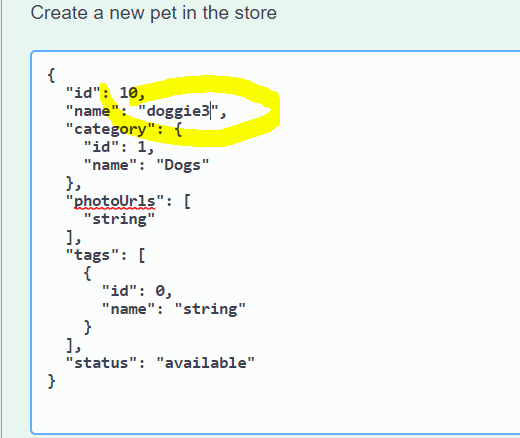 Create a new pet in the store
{
  "id": 10,
  "name": "doggie3",
  "category": {
    "id": 1,
    "name": "Dogs"
  },
  "photoUrls": [
    "string"
  ],
  "tags": [
    {
      "id": 0,
      "name": "string"
    }
  ],
  "status": "available"
}